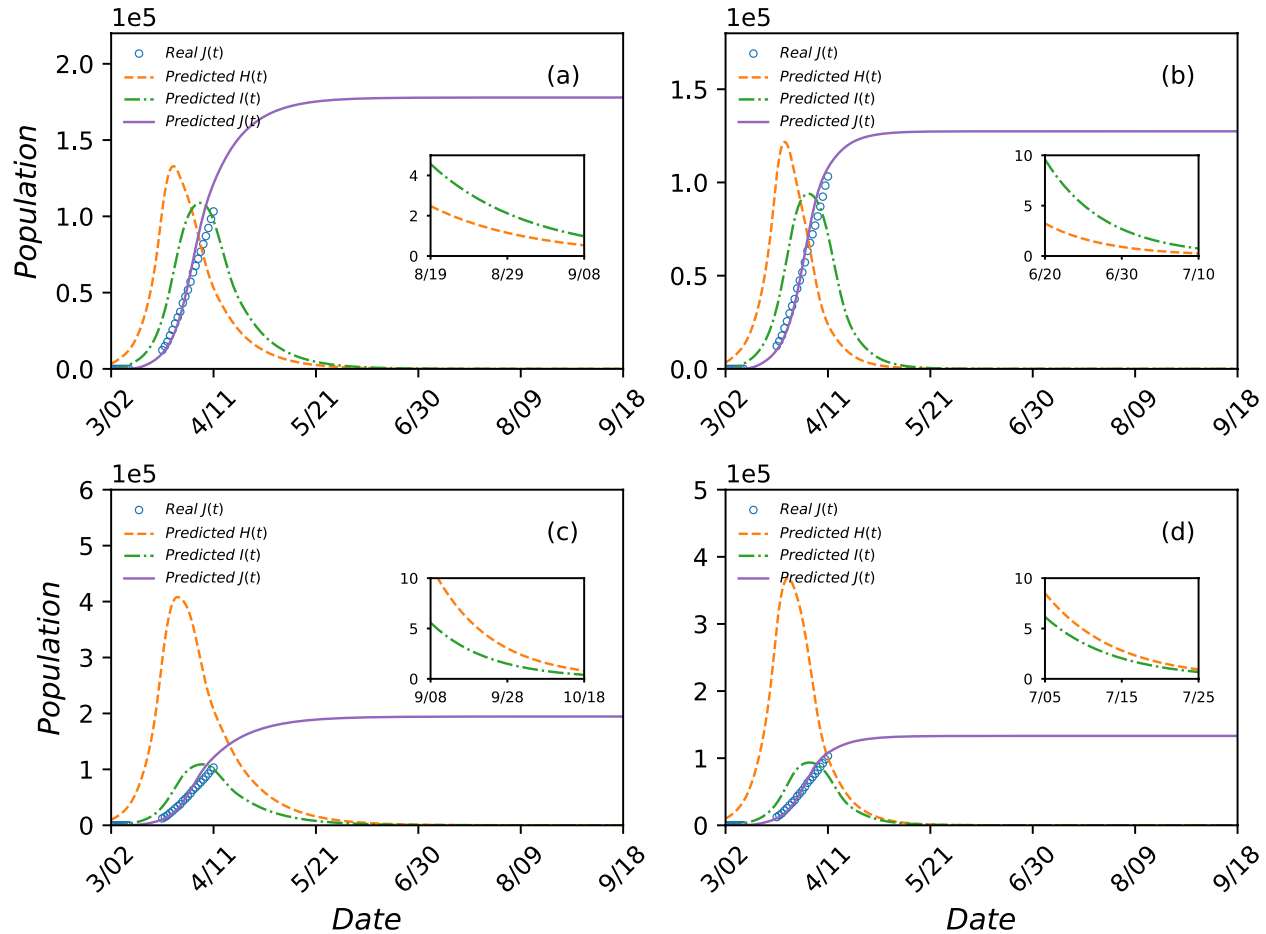 1e5
Population
2.0
1.5
1.0
0.5
0.0
Real J(t)
Predicted H(t)
Predicted I(t)
Predicted J(t)
(a)
4
2
0
8/19 8/29 9/08
3/02 4/11 5/21 6/30 8/09 9/18
1e5
1.5
1.0
0.5
0.0
Real J(t)
Predicted H(t)
Predicted I(t)
Predicted J(t)
(b)
10
5
0
6/20 6/30 7/10
3/02 4/11 5/21 6/30 8/09 9/18
1e5
Population
6
5
4
3
2
1
0
Real J(t)
Predicted H(t)
Predicted I(t)
Predicted J(t)
(c)
10
5
0
9/08 9/28 10/18
3/02 4/11 5/21 6/30 8/09 9/18
Date
1e5
5
4
3
2
1
0
Real J(t)
Predicted H(t)
Predicted I(t)
Predicted J(t)
(d)
10
5
0
7/05 7/15 7/25
3/02 4/11 5/21 6/30 8/09 9/18
Date